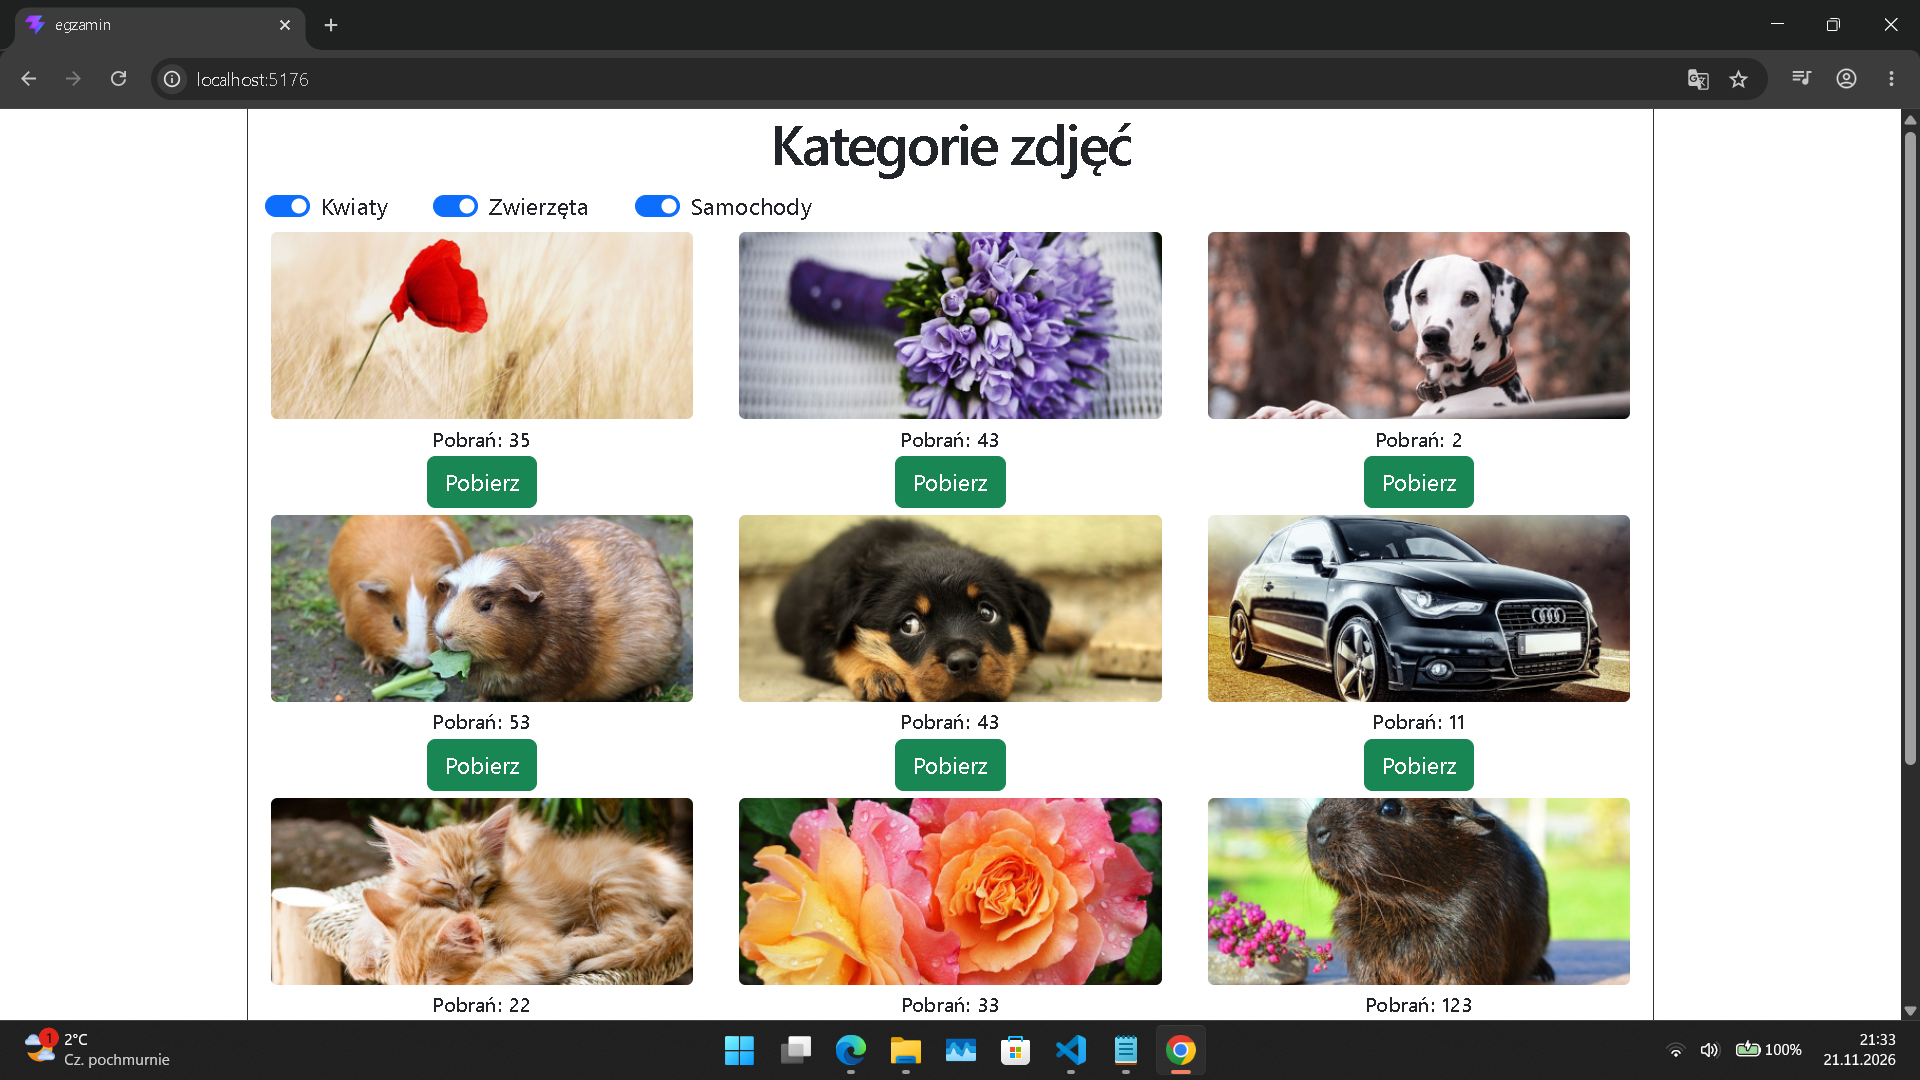 egzamin
localhost:5176
Kategorie zdjęć
Kwiaty Zwierzęta Samochody
Pobrań: 35 Pobrań: 43 Pobrań: 2
Pobierz Pobierz Pobierz
Pobrań: 53 Pobrań: 43 Pobrań: 11
Pobierz Pobierz Pobierz
Pobrań: 22 Pobrań: 33 Pobrań: 123
1
2°C
Cz. pochmurnie
100%
21:33
21.11.2026